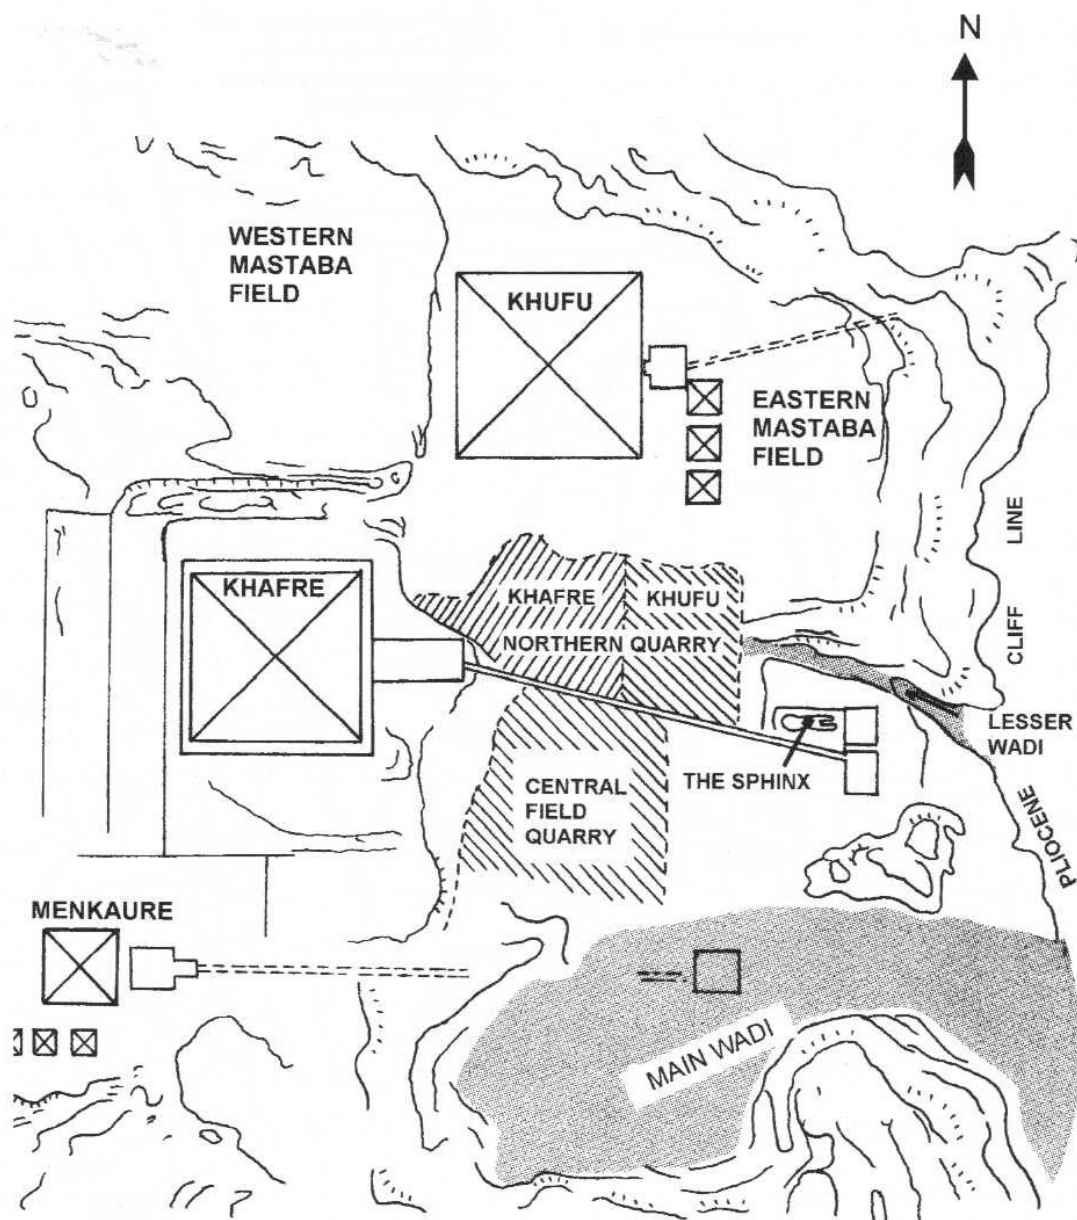 N
WESTERN
MASTABA
FIELD
KHUFU
EASTERN
MASTABA
FIELD
LINE
CLIFF
PLIOCENE
KHAFRE
KHAFRE
KHUFU
NORTHERN QUARRY
LESSER
WADI
THE SPHINX
CENTRAL
FIELD
QUARRY
MENKAURE
MAIN WADI